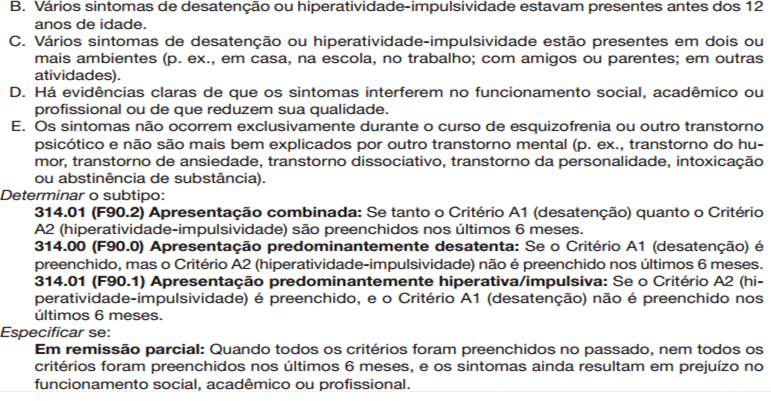 B. Vários sintomas de desatenção ou hiperatividade-impulsividade estavam presentes antes dos 12
anos de idade.
C. Vários sintomas de desatenção ou hiperatividade-impulsividade estão presentes em dois ou
mais ambientes (p. ex., em casa, na escola, no trabalho; com amigos ou parentes; em outras
atividades).
D. Há evidências claras de que os sintomas interferem no funcionamento social, acadêmico ou
profissional ou de que reduzem sua qualidade.
E. Os sintomas não ocorrem exclusivamente durante o curso de esquizofrenia ou outro transtorno
psicótico e não são mais bem explicados por outro transtorno mental (p. ex., transtorno do hu-
mor, transtorno de ansiedade, transtorno dissociativo, transtorno da personalidade, intoxicação
ou abstinência de substância).
Determinar o subtipo:
314.01 (F90.2) Apresentação combinada: Se tanto o Critério A1 (desatenção) quanto o Critério
A2 (hiperatividade-impulsividade) são preenchidos nos últimos 6 meses.
314.00 (F90.0) Apresentação predominantemente desatenta: Se o Critério A1 (desatenção) é
preenchido, mas o Critério A2 (hiperatividade-impulsividade) não é preenchido nos últimos 6 meses.
314.01 (F90.1) Apresentação predominantemente hiperativa/impulsiva: Se o Critério A2 (hi-
peratividade-impulsividade) é preenchido, e o Critério A1 (desatenção) não é preenchido nos
últimos 6 meses.
Especificar se:
Em remissão parcial: Quando todos os critérios foram preenchidos no passado, nem todos os
critérios foram preenchidos nos últimos 6 meses, e os sintomas ainda resultam em prejuízo no
funcionamento social, acadêmico ou profissional.